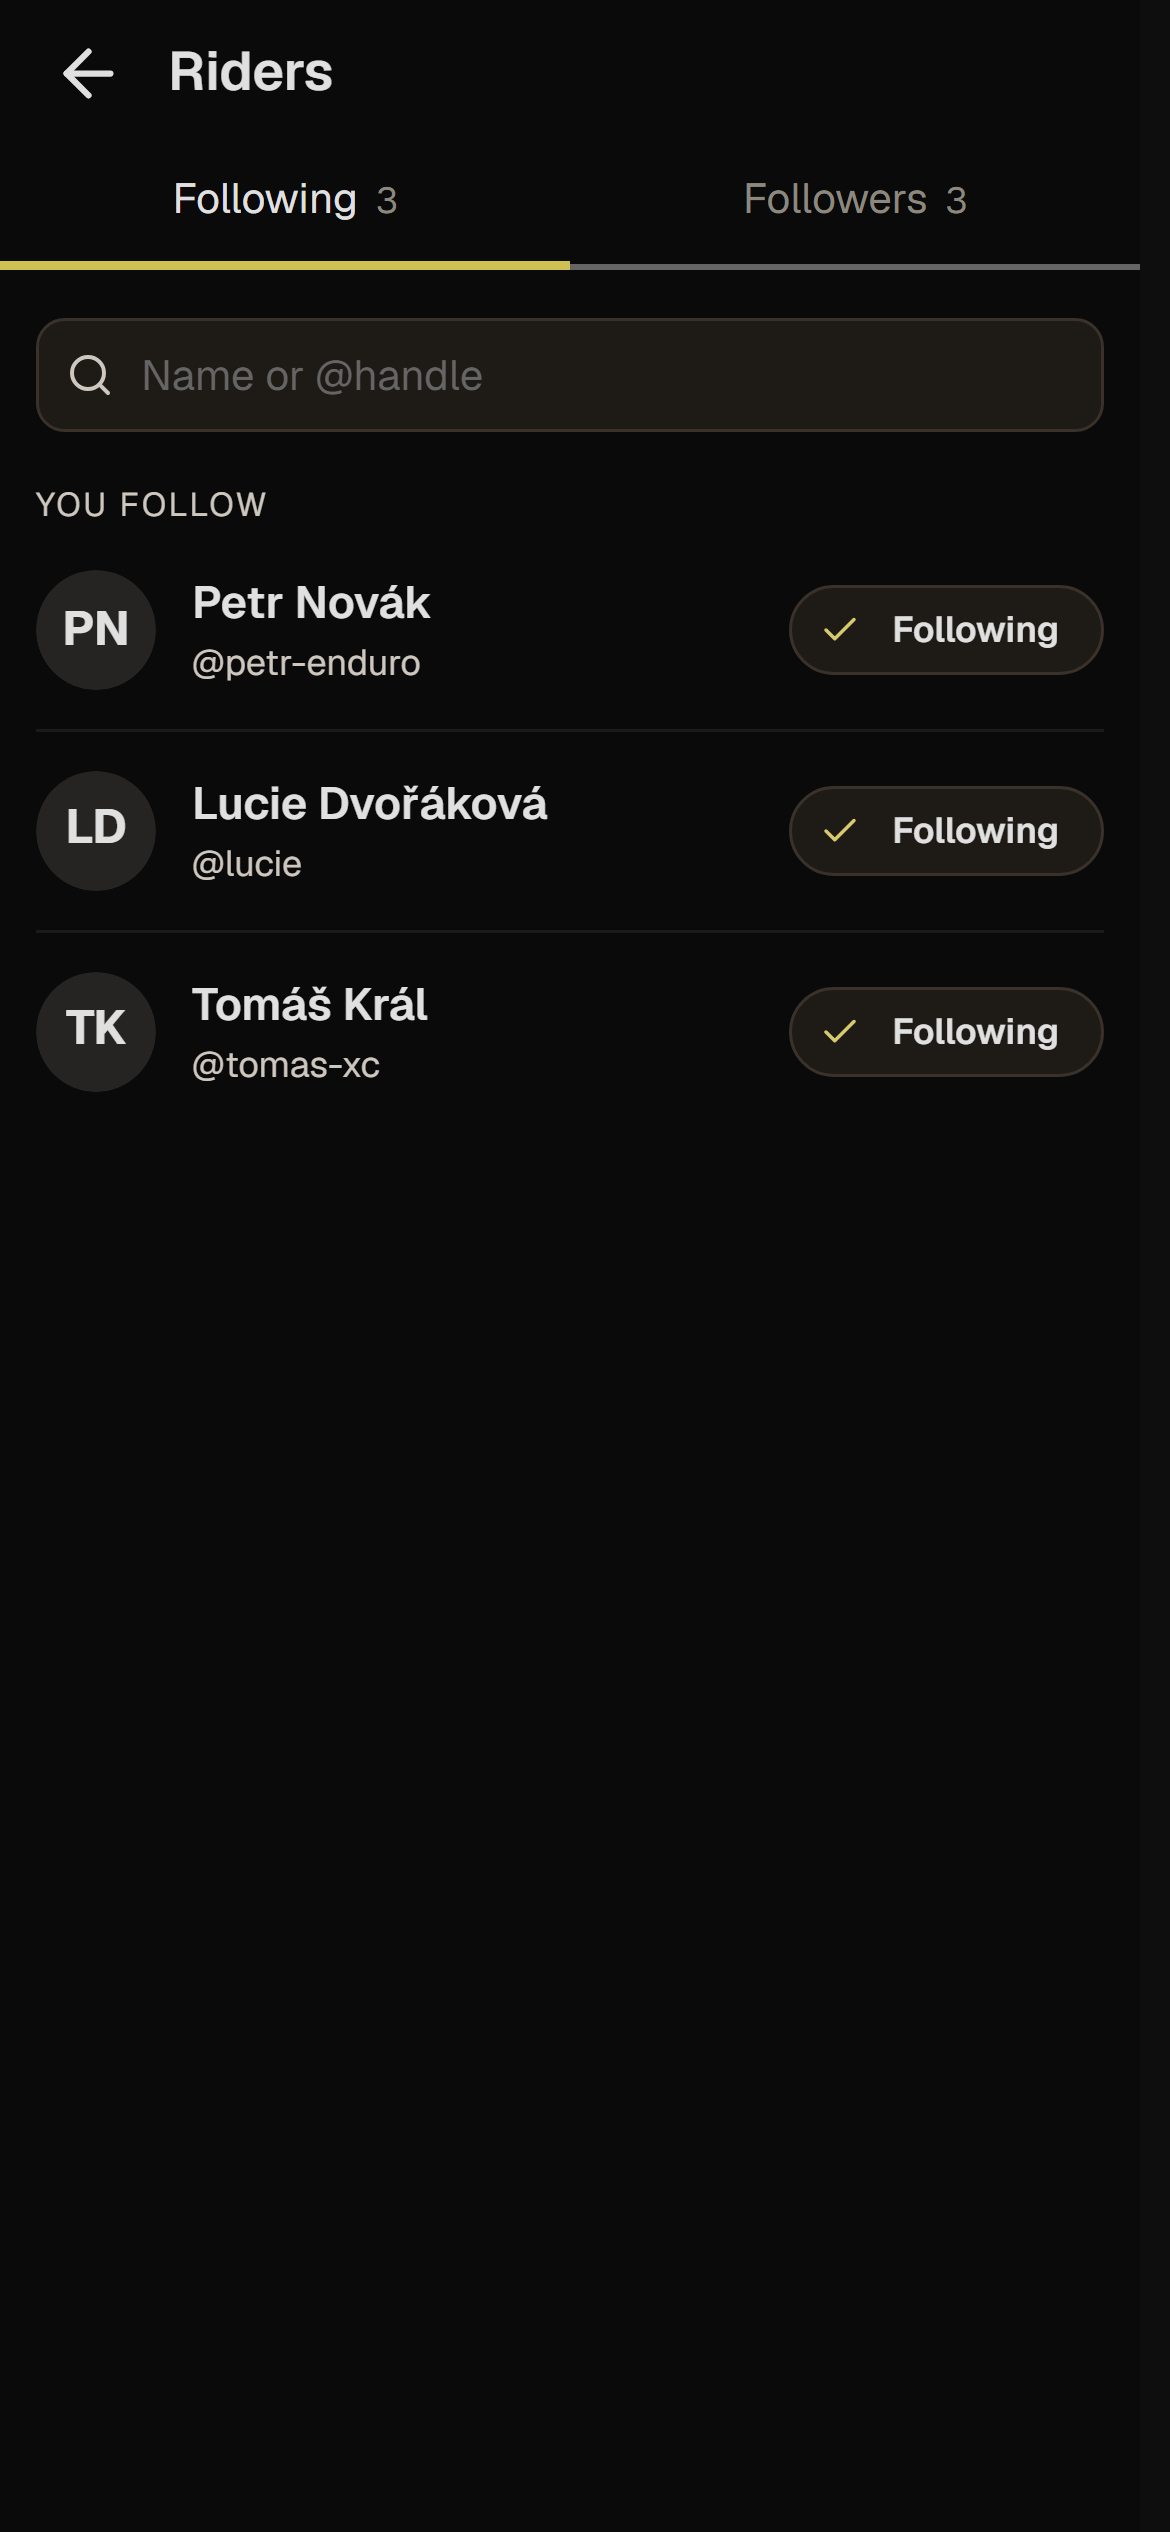 Riders
Following 3
Followers 3
Name or @handle
YOU FOLLOW
PN
Petr Novák
@petr-enduro
Following
LD
Lucie Dvořáková
@lucie
Following
TK
Tomáš Král
@tomas-xc
Following